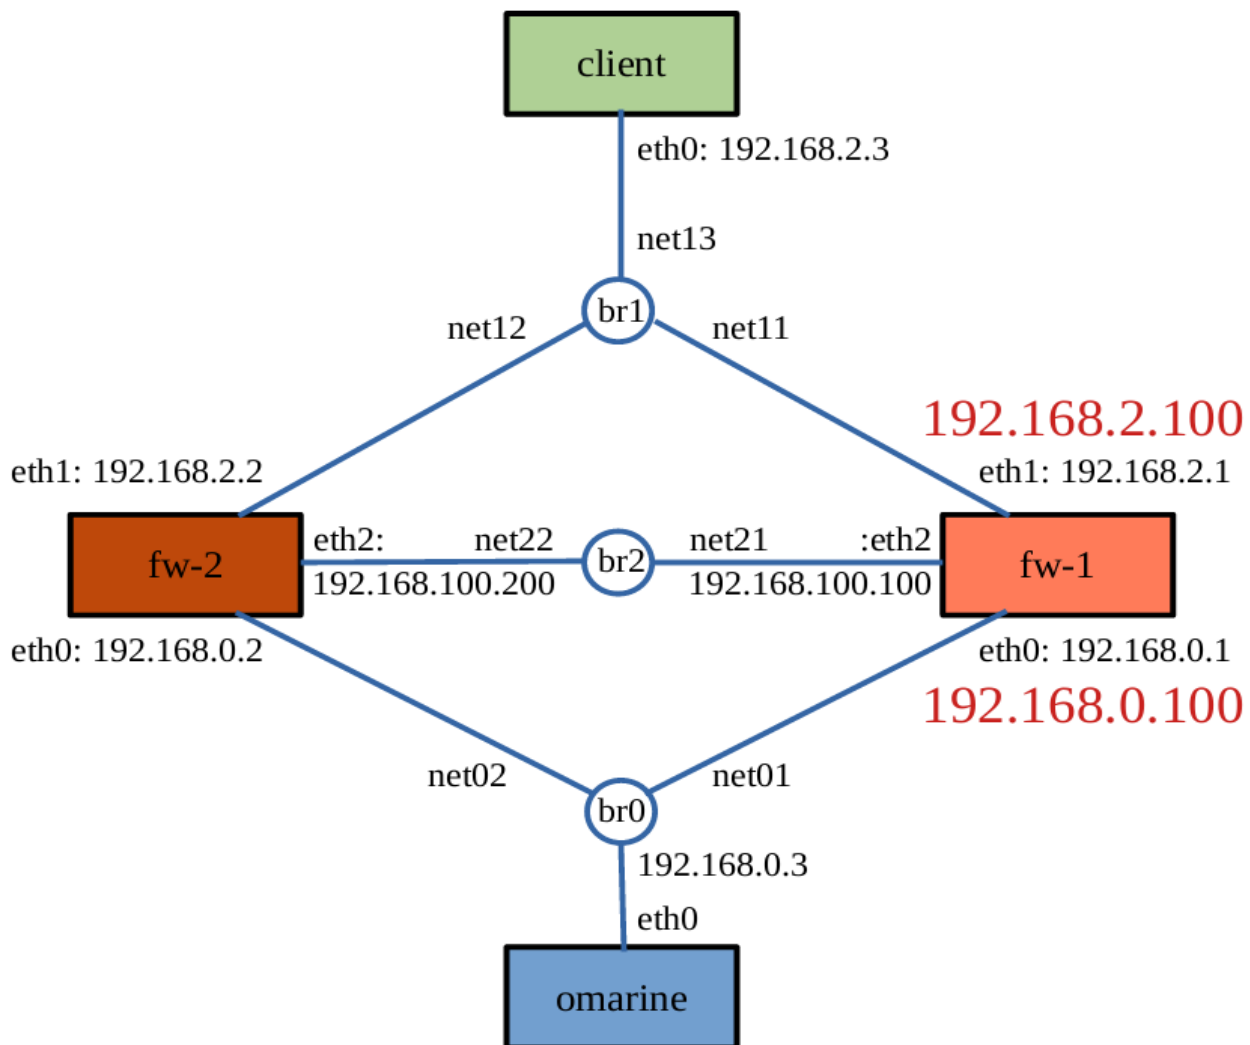 client
eth0: 192.168.2.3
net13
br1
net12
net11
192.168.2.100
eth1: 192.168.2.2
eth1: 192.168.2.1
fw-2
eth2:
net22
192.168.100.200
br2
net21
:eth2
192.168.100.100
fw-1
eth0: 192.168.0.2
eth0: 192.168.0.1
192.168.0.100
net02
net01
br0
192.168.0.3
eth0
omarine